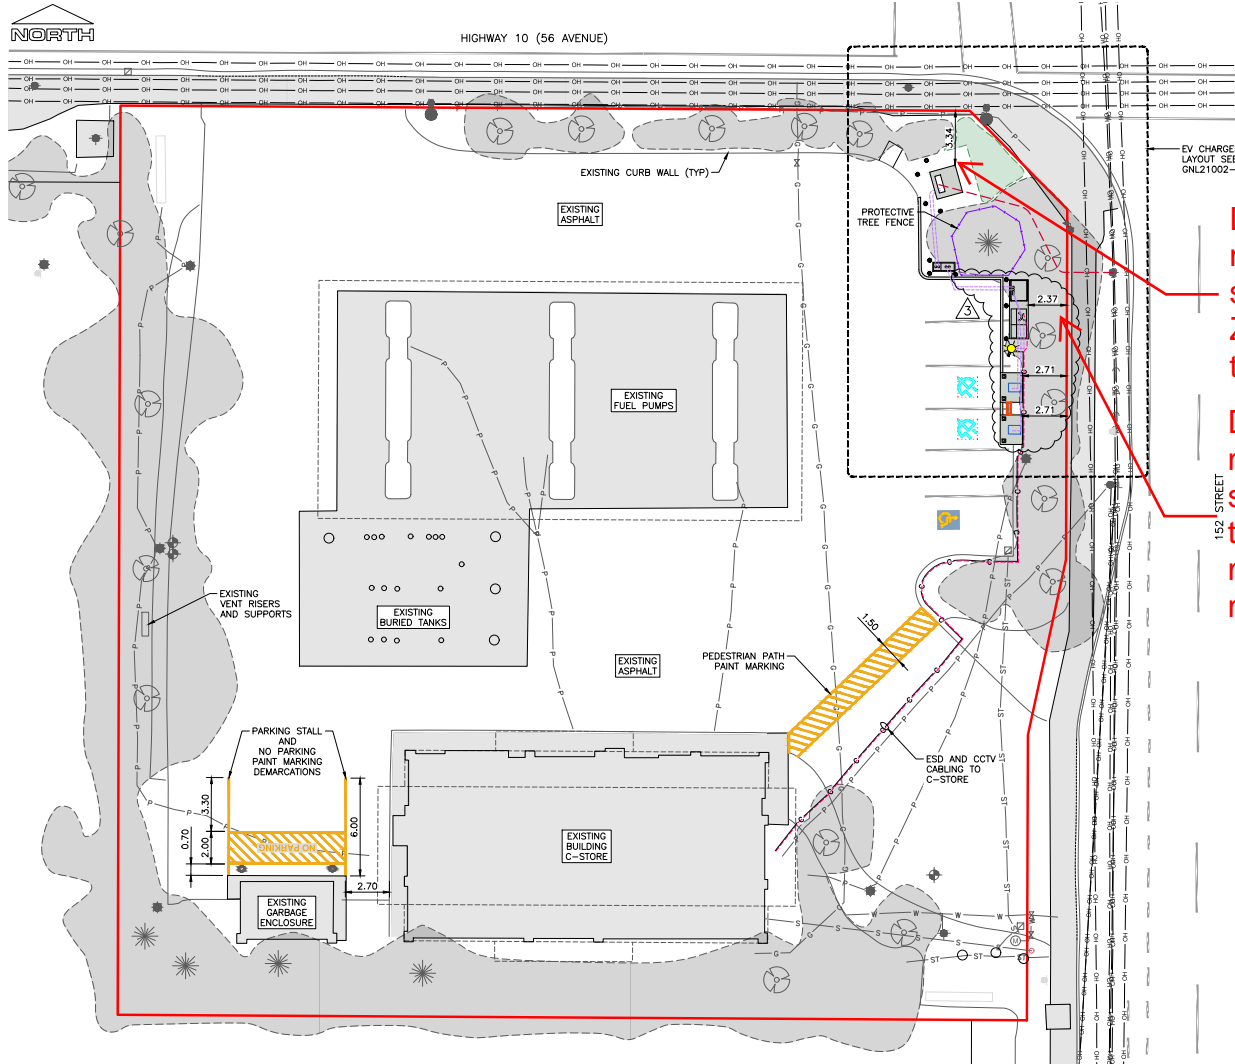 NORTH
HIGHWAY 10 (56 AVENUE)
EXISTING CURB WALL (TYP)
EXISTING
ASPHALT
3.34
EV CHARGE
LAYOUT SEE
GNL21002-
PROTECTIVE
TREE FENCE
3
2.37
2.71
2.71
EXISTING
FUEL PUMPS
152 STREET
EXISTING
VENT RISERS
AND SUPPORTS
EXISTING
BURIED TANKS
EXISTING
ASPHALT
1.50
PEDESTRIAN PATH
PAINT MARKING
PARKING STALL
AND
NO PARKING
PAINT MARKING
DEMARCATIONS
ESD AND CCTV
CABLING TO
C-STORE
3.30
0.70
2.00
6.00
NO PARKING
2.70
EXISTING
BUILDING
C-STORE
EXISTING
GARBAGE
ENCLOSURE